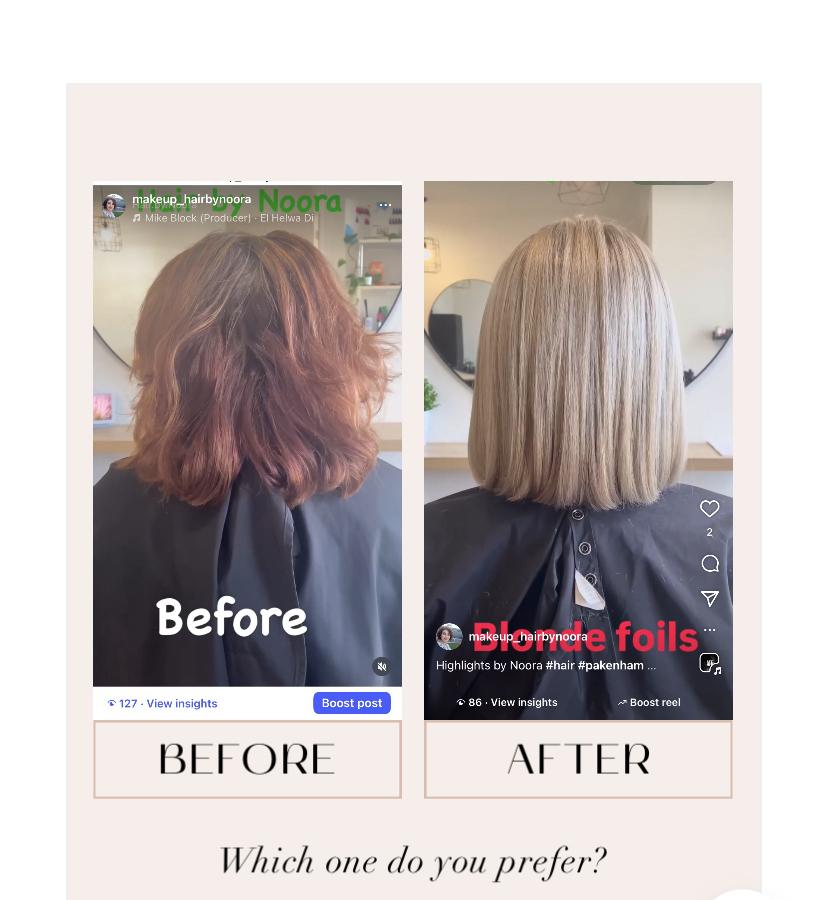 Hair by Noora
makeup_hairbynoora
Mike Block (Producer) · El Helwa Di
Before
127 · View insights
Boost post
2
Blonde foils
makeup_hairbynoora
Highlights by Noora #hair #pakenham ...
86 · View insights
Boost reel
BEFORE
AFTER
Which one do you prefer?